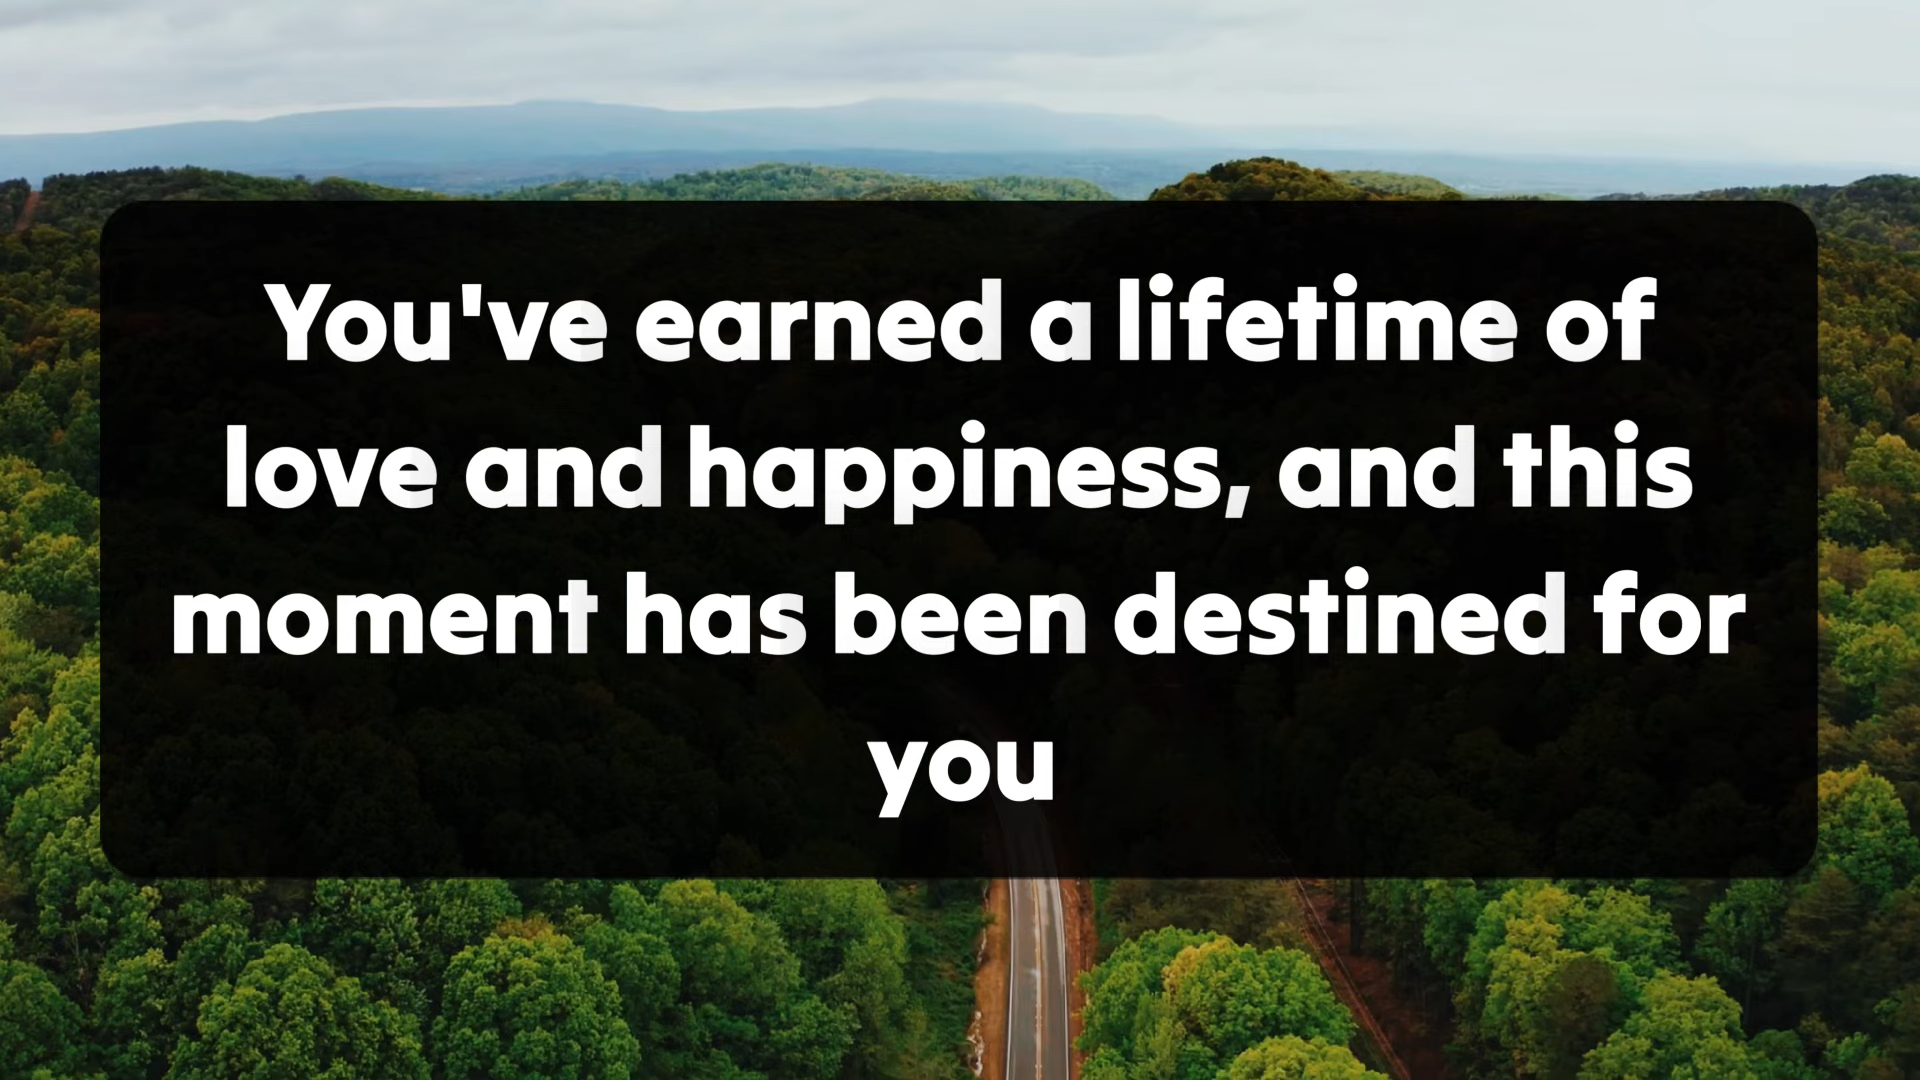 You've earned a lifetime of
love and happiness, and this
moment has been destined for
you